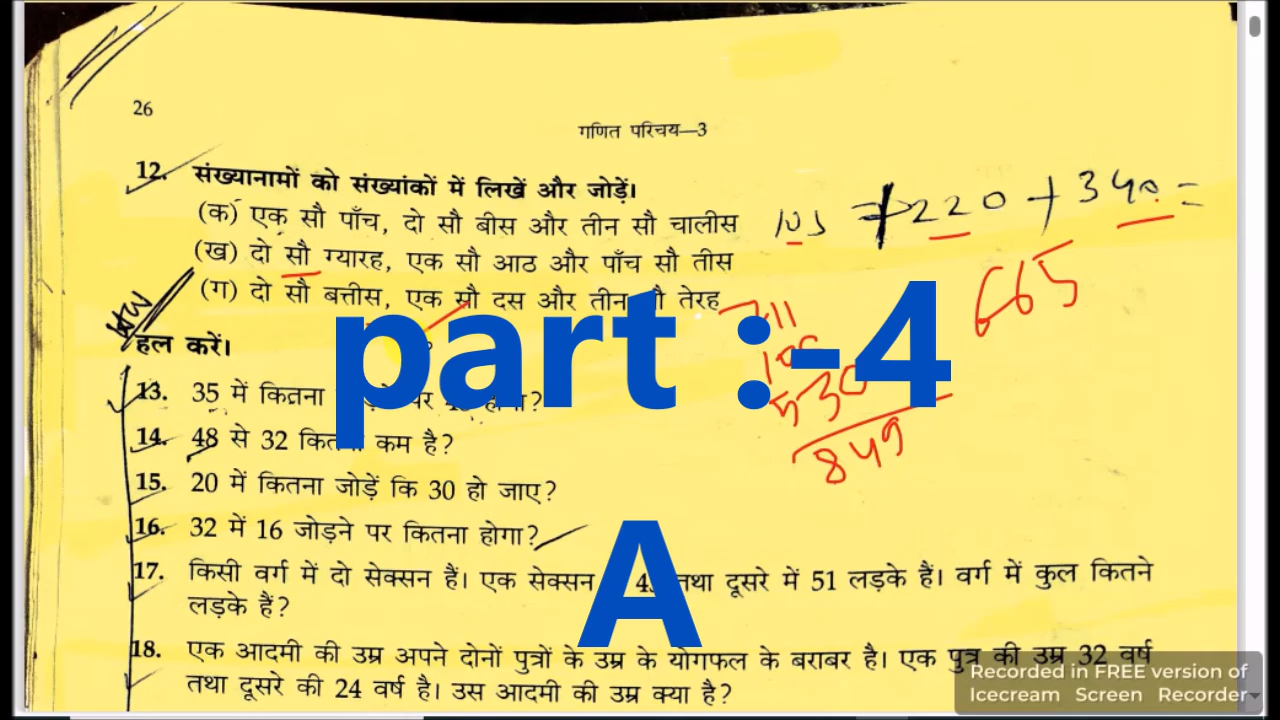 26
गणित परिचय—3
12. संख्यानामों को संख्यांकों में लिखें और जोड़ें।
(क) एक सौ पाँच, दो सौ बीस और तीन सौ चालीस 105 + 220 + 340 =
665
(ख) दो सौ ग्यारह, एक सौ आठ और पाँच सौ तीस
(ग) दो सौ बत्तीस, एक सौ दस और तीन सौ तेरह
211
530
849
HW
हल करें।
part :-4
13. 35 में कितना पर
14. 48 से 32 कितना कम है?
15. 20 में कितना जोड़ें कि 30 हो जाए?
16. 32 में 16 जोड़ने पर कितना होगा?
A
17. किसी वर्ग में दो सेक्सन हैं। एक सेक्सन तथा दूसरे में 51 लड़के हैं। वर्ग में कुल कितने
लड़के हैं?
18. एक आदमी की उम्र अपने दोनों पुत्रों के उम्र के योगफल के बराबर है। एक पुत्र की उम्र 32 वर्ष
तथा दूसरे की 24 वर्ष है। उस आदमी की उम्र क्या है?
Recorded in FREE version of
Icecream Screen Recorder